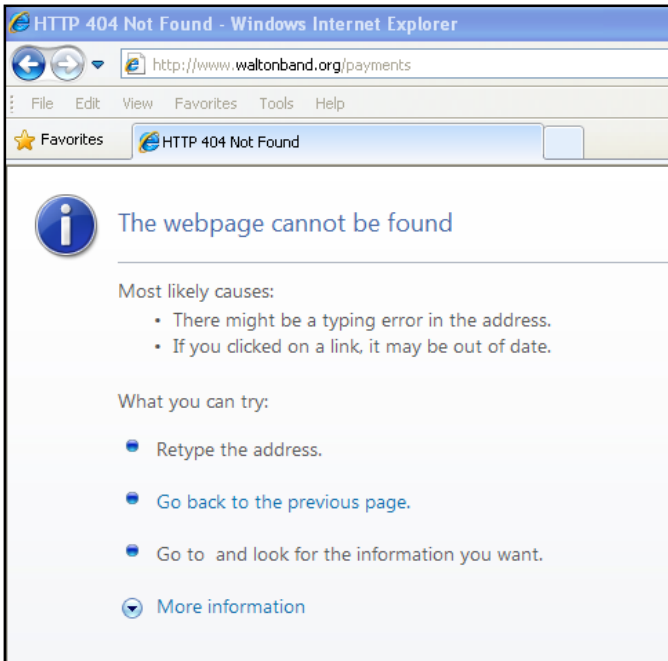 HTTP 404 Not Found - Windows Internet Explorer
http://www.waltonband.org/payments
File Edit View Favorites Tools Help
Favorites HTTP 404 Not Found
The webpage cannot be found
Most likely causes:
• There might be a typing error in the address.
• If you clicked on a link, it may be out of date.
What you can try:
Retype the address.
Go back to the previous page.
Go to and look for the information you want.
More information